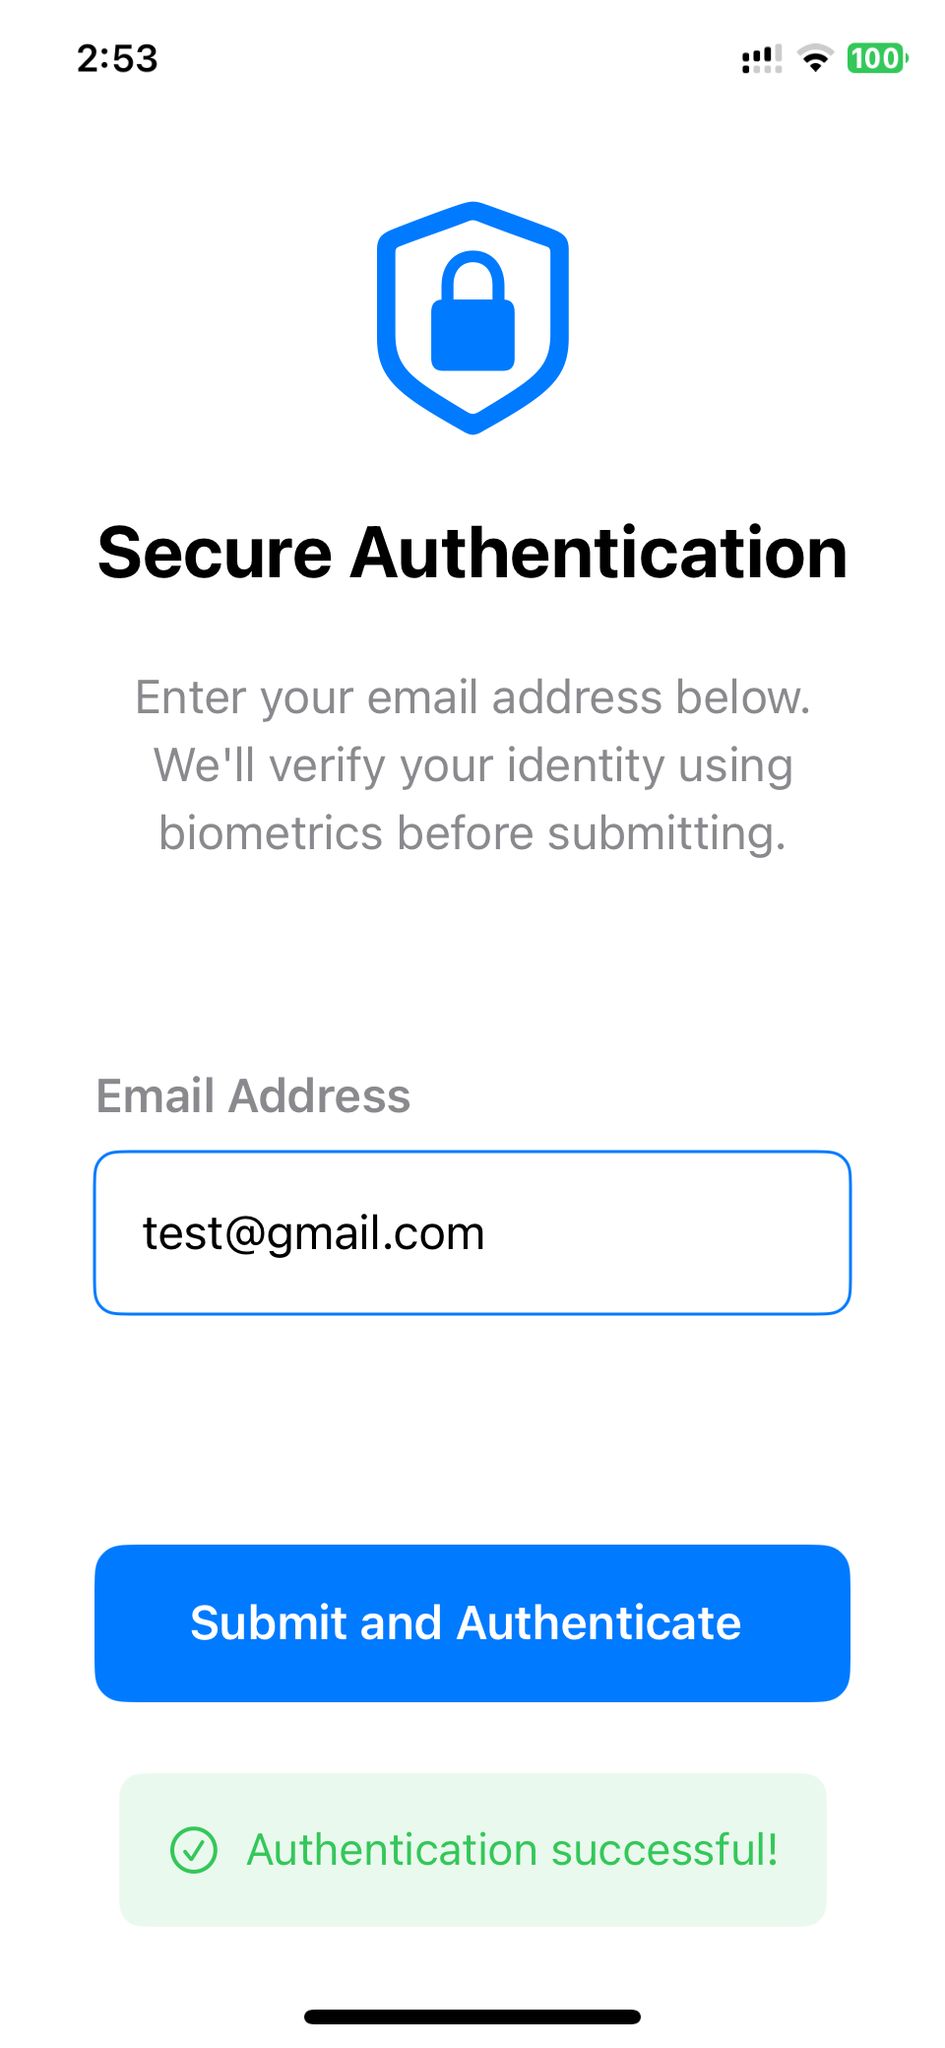 2:53
100
Secure Authentication
Enter your email address below.
We'll verify your identity using
biometrics before submitting.
Email Address
test@gmail.com
Submit and Authenticate
Authentication successful!